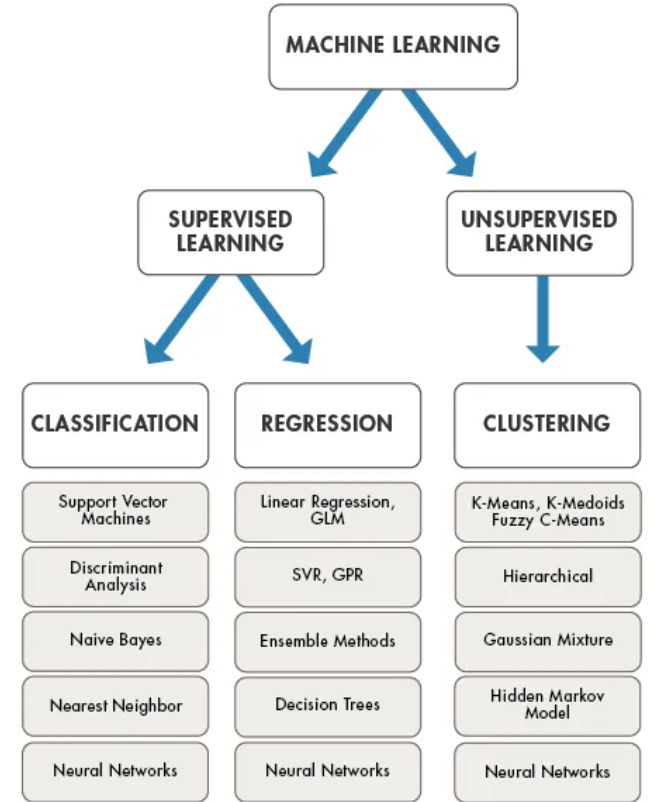 MACHINE LEARNING
SUPERVISED
LEARNING
UNSUPERVISED
LEARNING
CLASSIFICATION
Support Vector
Machines
Discriminant
Analysis
Naive Bayes
Nearest Neighbor
Neural Networks
REGRESSION
Linear Regression,
GLM
SVR, GPR
Ensemble Methods
Decision Trees
Neural Networks
CLUSTERING
K-Means, K-Medoids
Fuzzy C-Means
Hierarchical
Gaussian Mixture
Hidden Markov
Model
Neural Networks